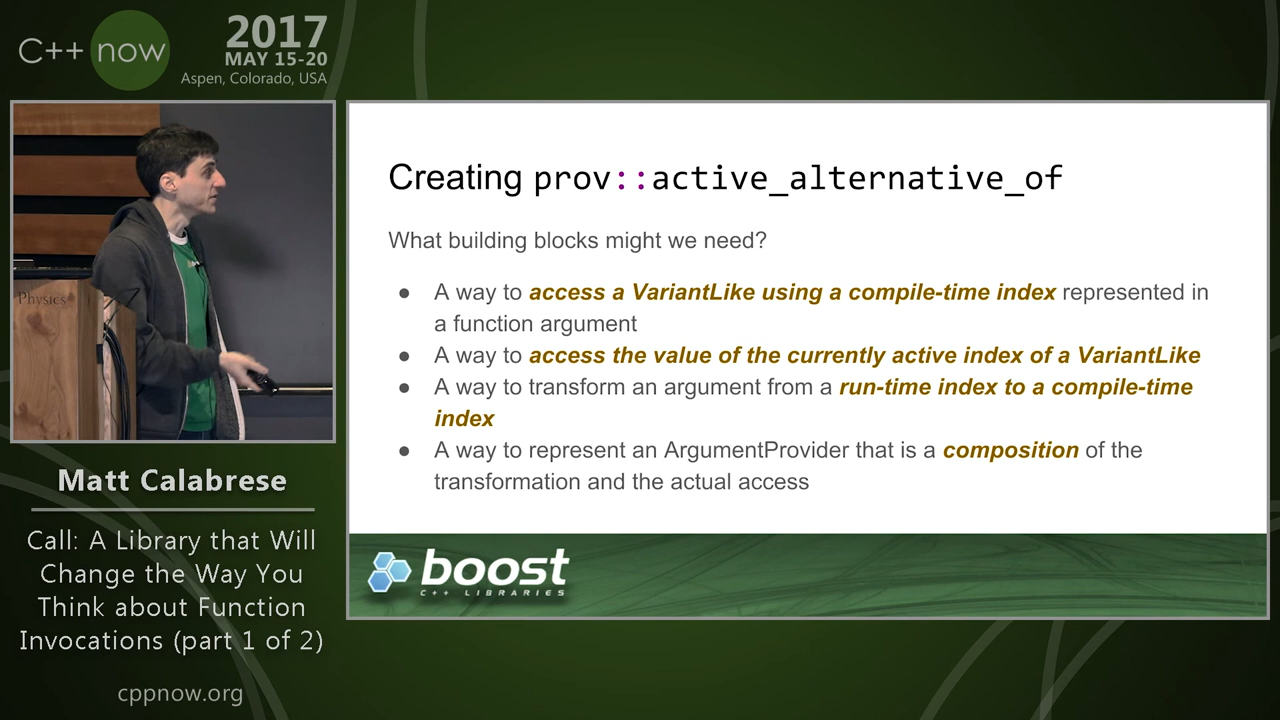 C++ now
2017
MAY 15-20
Aspen, Colorado, USA
Physics
Matt Calabrese
Call: A Library that Will
Change the Way You
Think about Function
Invocations (part 1 of 2)
cppnow.org
Creating prov::active_alternative_of
What building blocks might we need?
● A way to access a VariantLike using a compile-time index represented in
a function argument
● A way to access the value of the currently active index of a VariantLike
● A way to transform an argument from a run-time index to a compile-time
index
● A way to represent an ArgumentProvider that is a composition of the
transformation and the actual access
boost
C++ LIBRARIES